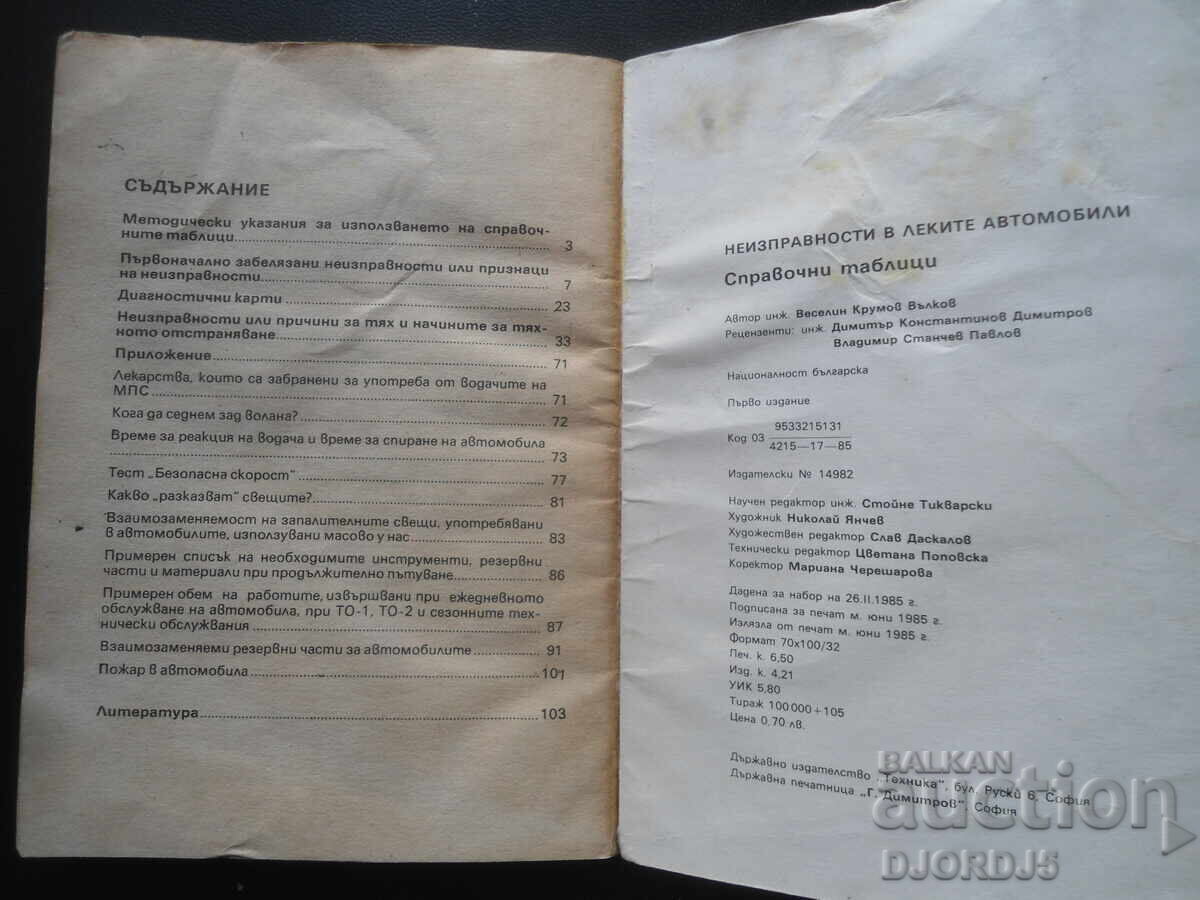 СЪДЪРЖАНИЕ
Методически указания за използването на справоч-
ните таблици 3
Първоначално забелязани неизправности или признаци
на неизправности 7
Диагностични карти 23
Неизправности или причини за тях и начините за тях-
ното отстраняване 33
Приложение 71
Лекарства, които са забранени за употреба от водачите на
МПС 71
Кога да седнем зад волана? 72
Време за реакция на водача и време за спиране на автомобила
73
Тест „Безопасна скорост" 77
Какво „разказват" свещите? 81
Взаимозаменяемост на запалителните свещи, употребявани
в автомобилите, използувани масово у нас 83
Примерен списък на необходимите инструменти, резервни
части и материали при продължително пътуване 86
Примерен обем на работите, извършвани при ежедневното
обслужване на автомобила, при ТО-1, ТО-2 и сезонните тех-
нически обслужвания 87
Взаимозаменяеми резервни части за автомобилите 91
Пожар в автомобила 101
Литература 103
НЕИЗПРАВНОСТИ В ЛЕКИТЕ АВТОМОБИЛИ
Справочни таблици
Автор инж. Веселин Крумов Вълков
Рецензенти: инж. Димитър Константинов Димитров
Владимир Станчев Павлов
Националност българска
Първо издание
9533215131
Код 03
4215—17—85
Издателски № 14982
Научен редактор инж. Стойне Тикварски
Художник Николай Янчев
Художествен редактор Слав Даскалов
Технически редактор Цветана Поповска
Коректор Мариана Черешарова
Дадена за набор на 26.II.1985 г.
Подписана за печат м. юни 1985 г.
Излязла от печат м. юни 1985 г.
Формат 70x100/32
Печ. к. 6,50
Изд. к. 4,21
УИК 5,80
Тираж 100 000 + 105
Цена 0,70 лв.
Държавно издателство „Техника", бул. Руски 6, София
Държавна печатница „Г. Димитров", София
BALKAN
auction
DJORDJ5